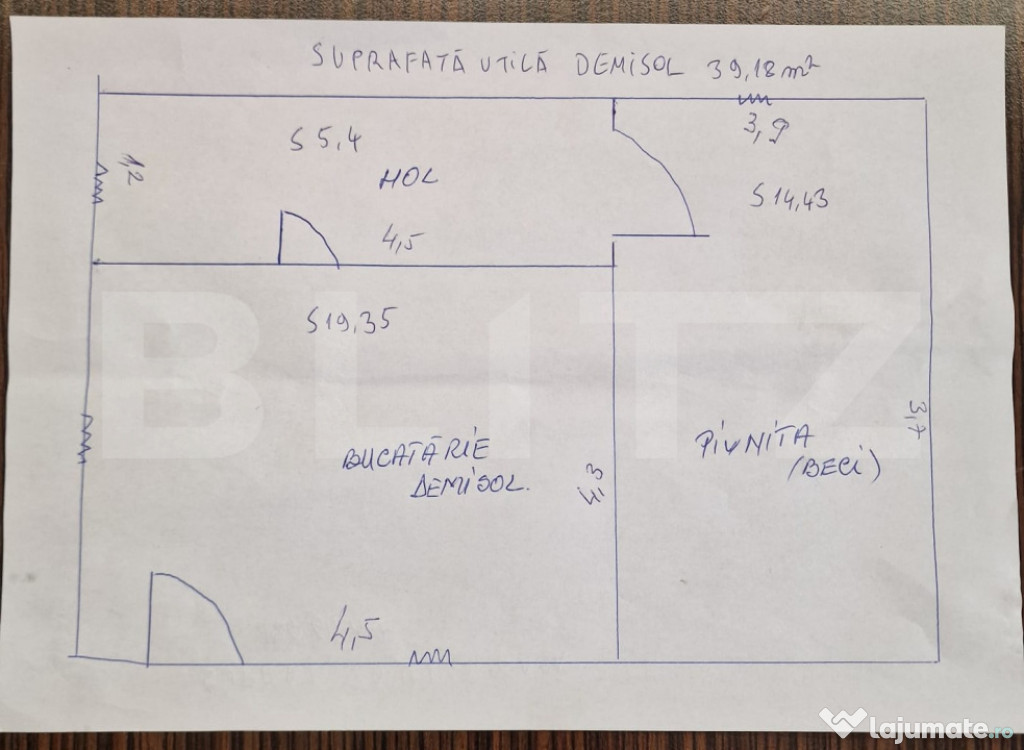 SUPRAFAȚĂ UTILĂ DEMISOL 39,18 m²
S 5,4
3,9
1,2
HOL
S 14,43
4,5
S 19,35
BLITZ
3,7
BUCATĂRIE
DEMISOL.
PIVNITA
(BECI)
4,3
4,5
lajumate.ro